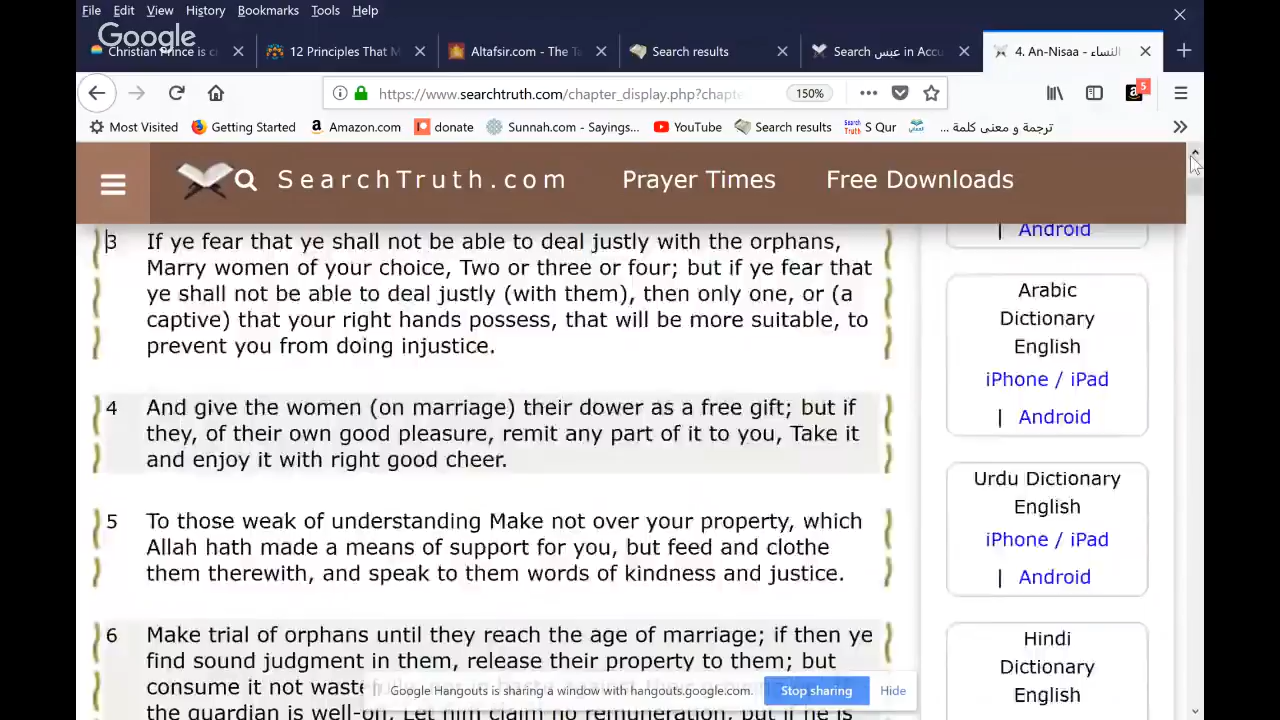 File Edit View History Bookmarks Tools Help
Google
Christian Prince is c
12 Principles That M
Altafsir.com - The Ta
Search results
Search عبس in Accu
4. An-Nisaa - النساء
https://www.searchtruth.com/chapter_display.php?chapte
150%
5
Most Visited
Getting Started
Amazon.com
donate
Sunnah.com - Sayings...
YouTube
Search results
Search Truth
S Qur
ترجمة و معنى كلمة ...
SearchTruth.com
Prayer Times
Free Downloads
3 If ye fear that ye shall not be able to deal justly with the orphans,
Marry women of your choice, Two or three or four; but if ye fear that
ye shall not be able to deal justly (with them), then only one, or (a
captive) that your right hands possess, that will be more suitable, to
prevent you from doing injustice.
4 And give the women (on marriage) their dower as a free gift; but if
they, of their own good pleasure, remit any part of it to you, Take it
and enjoy it with right good cheer.
5 To those weak of understanding Make not over your property, which
Allah hath made a means of support for you, but feed and clothe
them therewith, and speak to them words of kindness and justice.
6 Make trial of orphans until they reach the age of marriage; if then ye
find sound judgment in them, release their property to them; but
consume it not waste
the guardian is well-off, Let him claim no remuneration, but if he is
| Android
Arabic
Dictionary
English
iPhone / iPad
| Android
Urdu Dictionary
English
iPhone / iPad
| Android
Hindi
Dictionary
English
Google Hangouts is sharing a window with hangouts.google.com.
Stop sharing
Hide